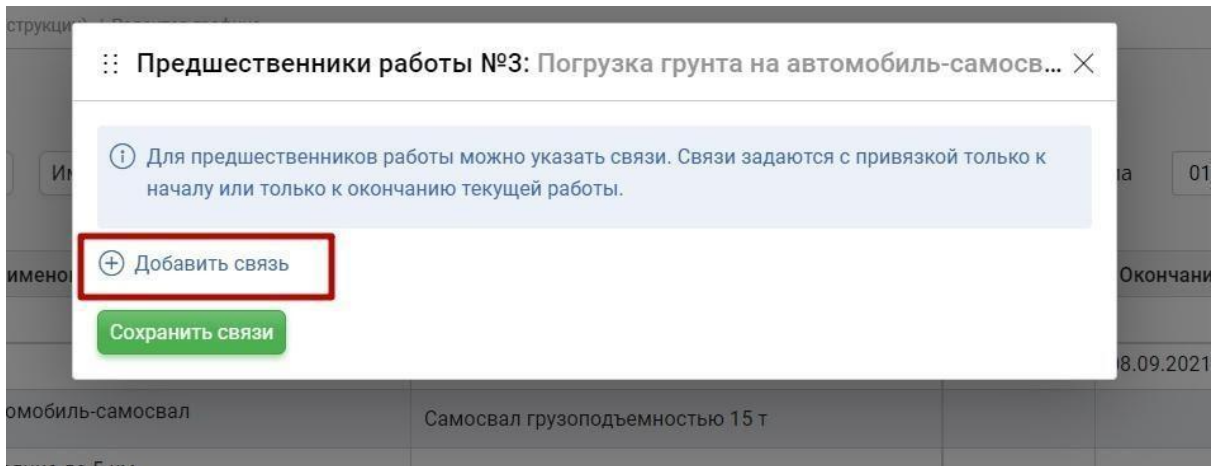 Предшественники работы №3: Погрузка грунта на автомобиль-самосв...
Для предшественников работы можно указать связи. Связи задаются с привязкой только к
началу или только к окончанию текущей работы.
01
Добавить связь
Окончани
Сохранить связи
8.09.2021
омобиль-самосвал
Самосвал грузоподъемностью 15 т